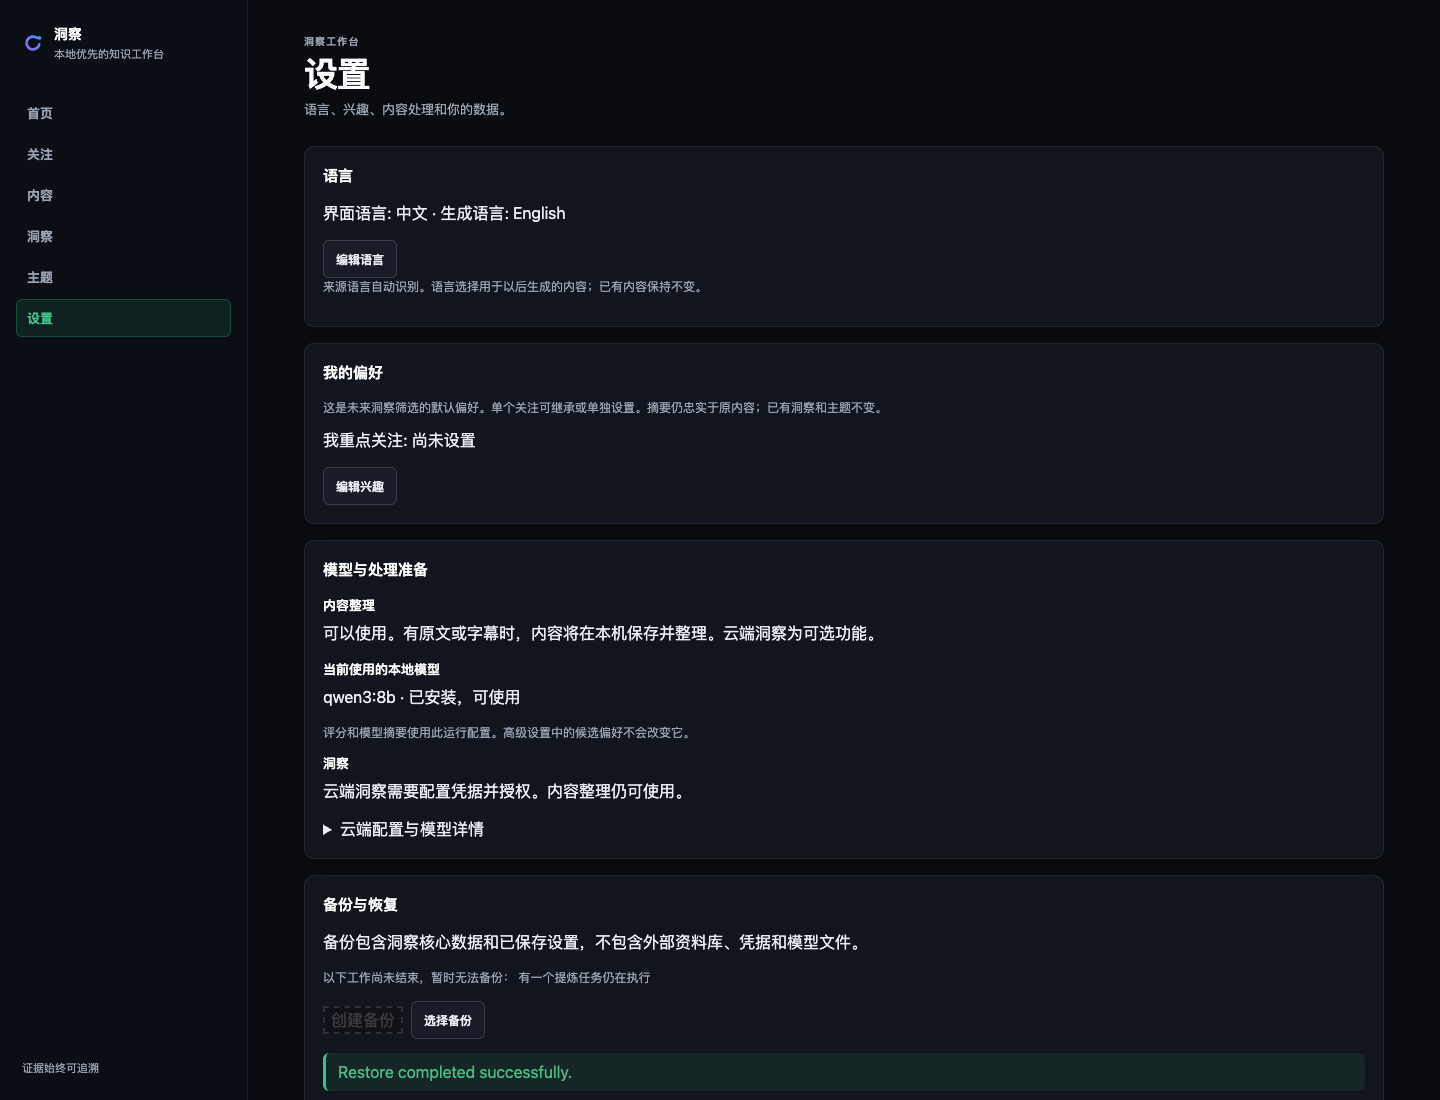 洞察
本地优先的知识工作台
首页
关注
内容
洞察
主题
设置
证据始终可追溯
洞察工作台
设置
语言、兴趣、内容处理和你的数据。
语言
界面语言: 中文 · 生成语言: English
编辑语言
来源语言自动识别。语言选择用于以后生成的内容；已有内容保持不变。
我的偏好
这是未来洞察筛选的默认偏好。单个关注可继承或单独设置。摘要仍忠实于原内容；已有洞察和主题不变。
我重点关注: 尚未设置
编辑兴趣
模型与处理准备
内容整理
可以使用。有原文或字幕时，内容将在本机保存并整理。云端洞察为可选功能。
当前使用的本地模型
qwen3:8b · 已安装，可使用
评分和模型摘要使用此运行配置。高级设置中的候选偏好不会改变它。
洞察
云端洞察需要配置凭据并授权。内容整理仍可使用。
云端配置与模型详情
备份与恢复
备份包含洞察核心数据和已保存设置，不包含外部资料库、凭据和模型文件。
以下工作尚未结束，暂时无法备份： 有一个提炼任务仍在执行
创建备份 选择备份
Restore completed successfully.